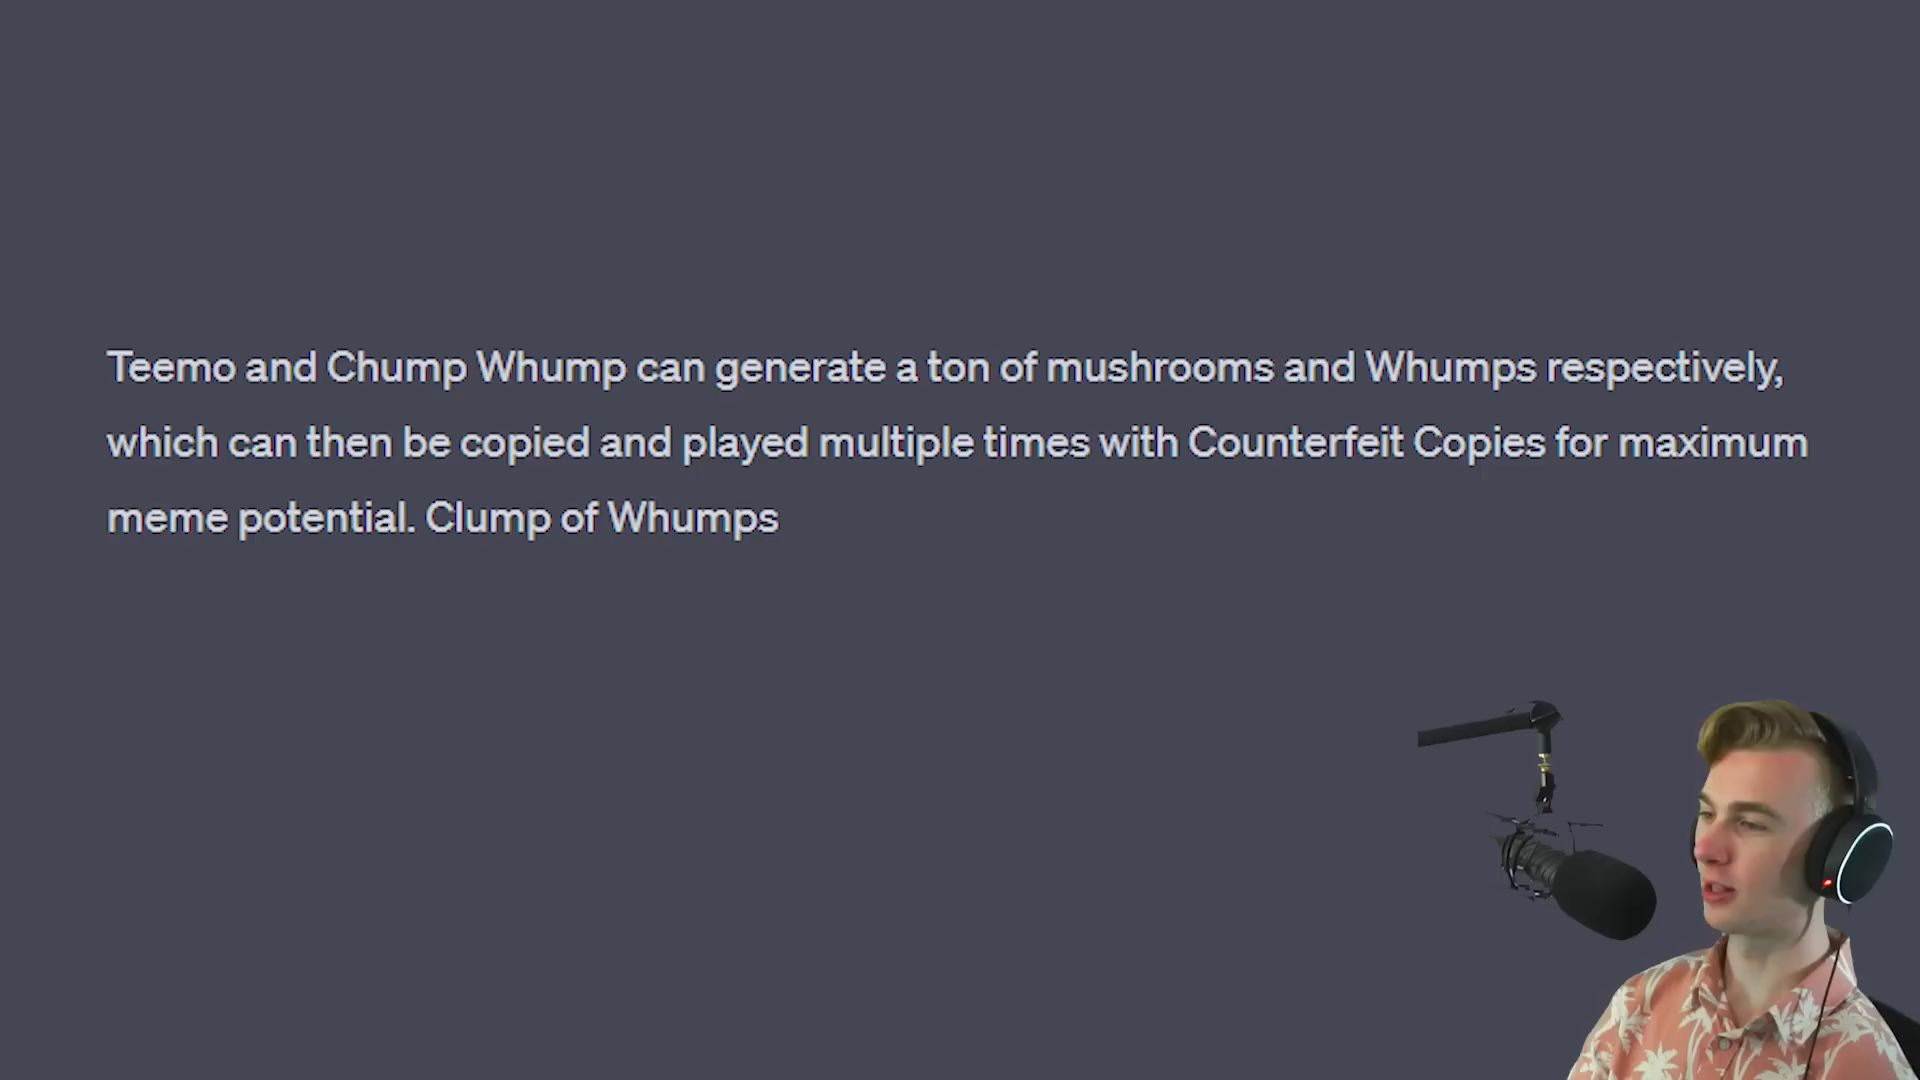 Teemo and Chump Whump can generate a ton of mushrooms and Whumps respectively,
which can then be copied and played multiple times with Counterfeit Copies for maximum
meme potential. Clump of Whumps